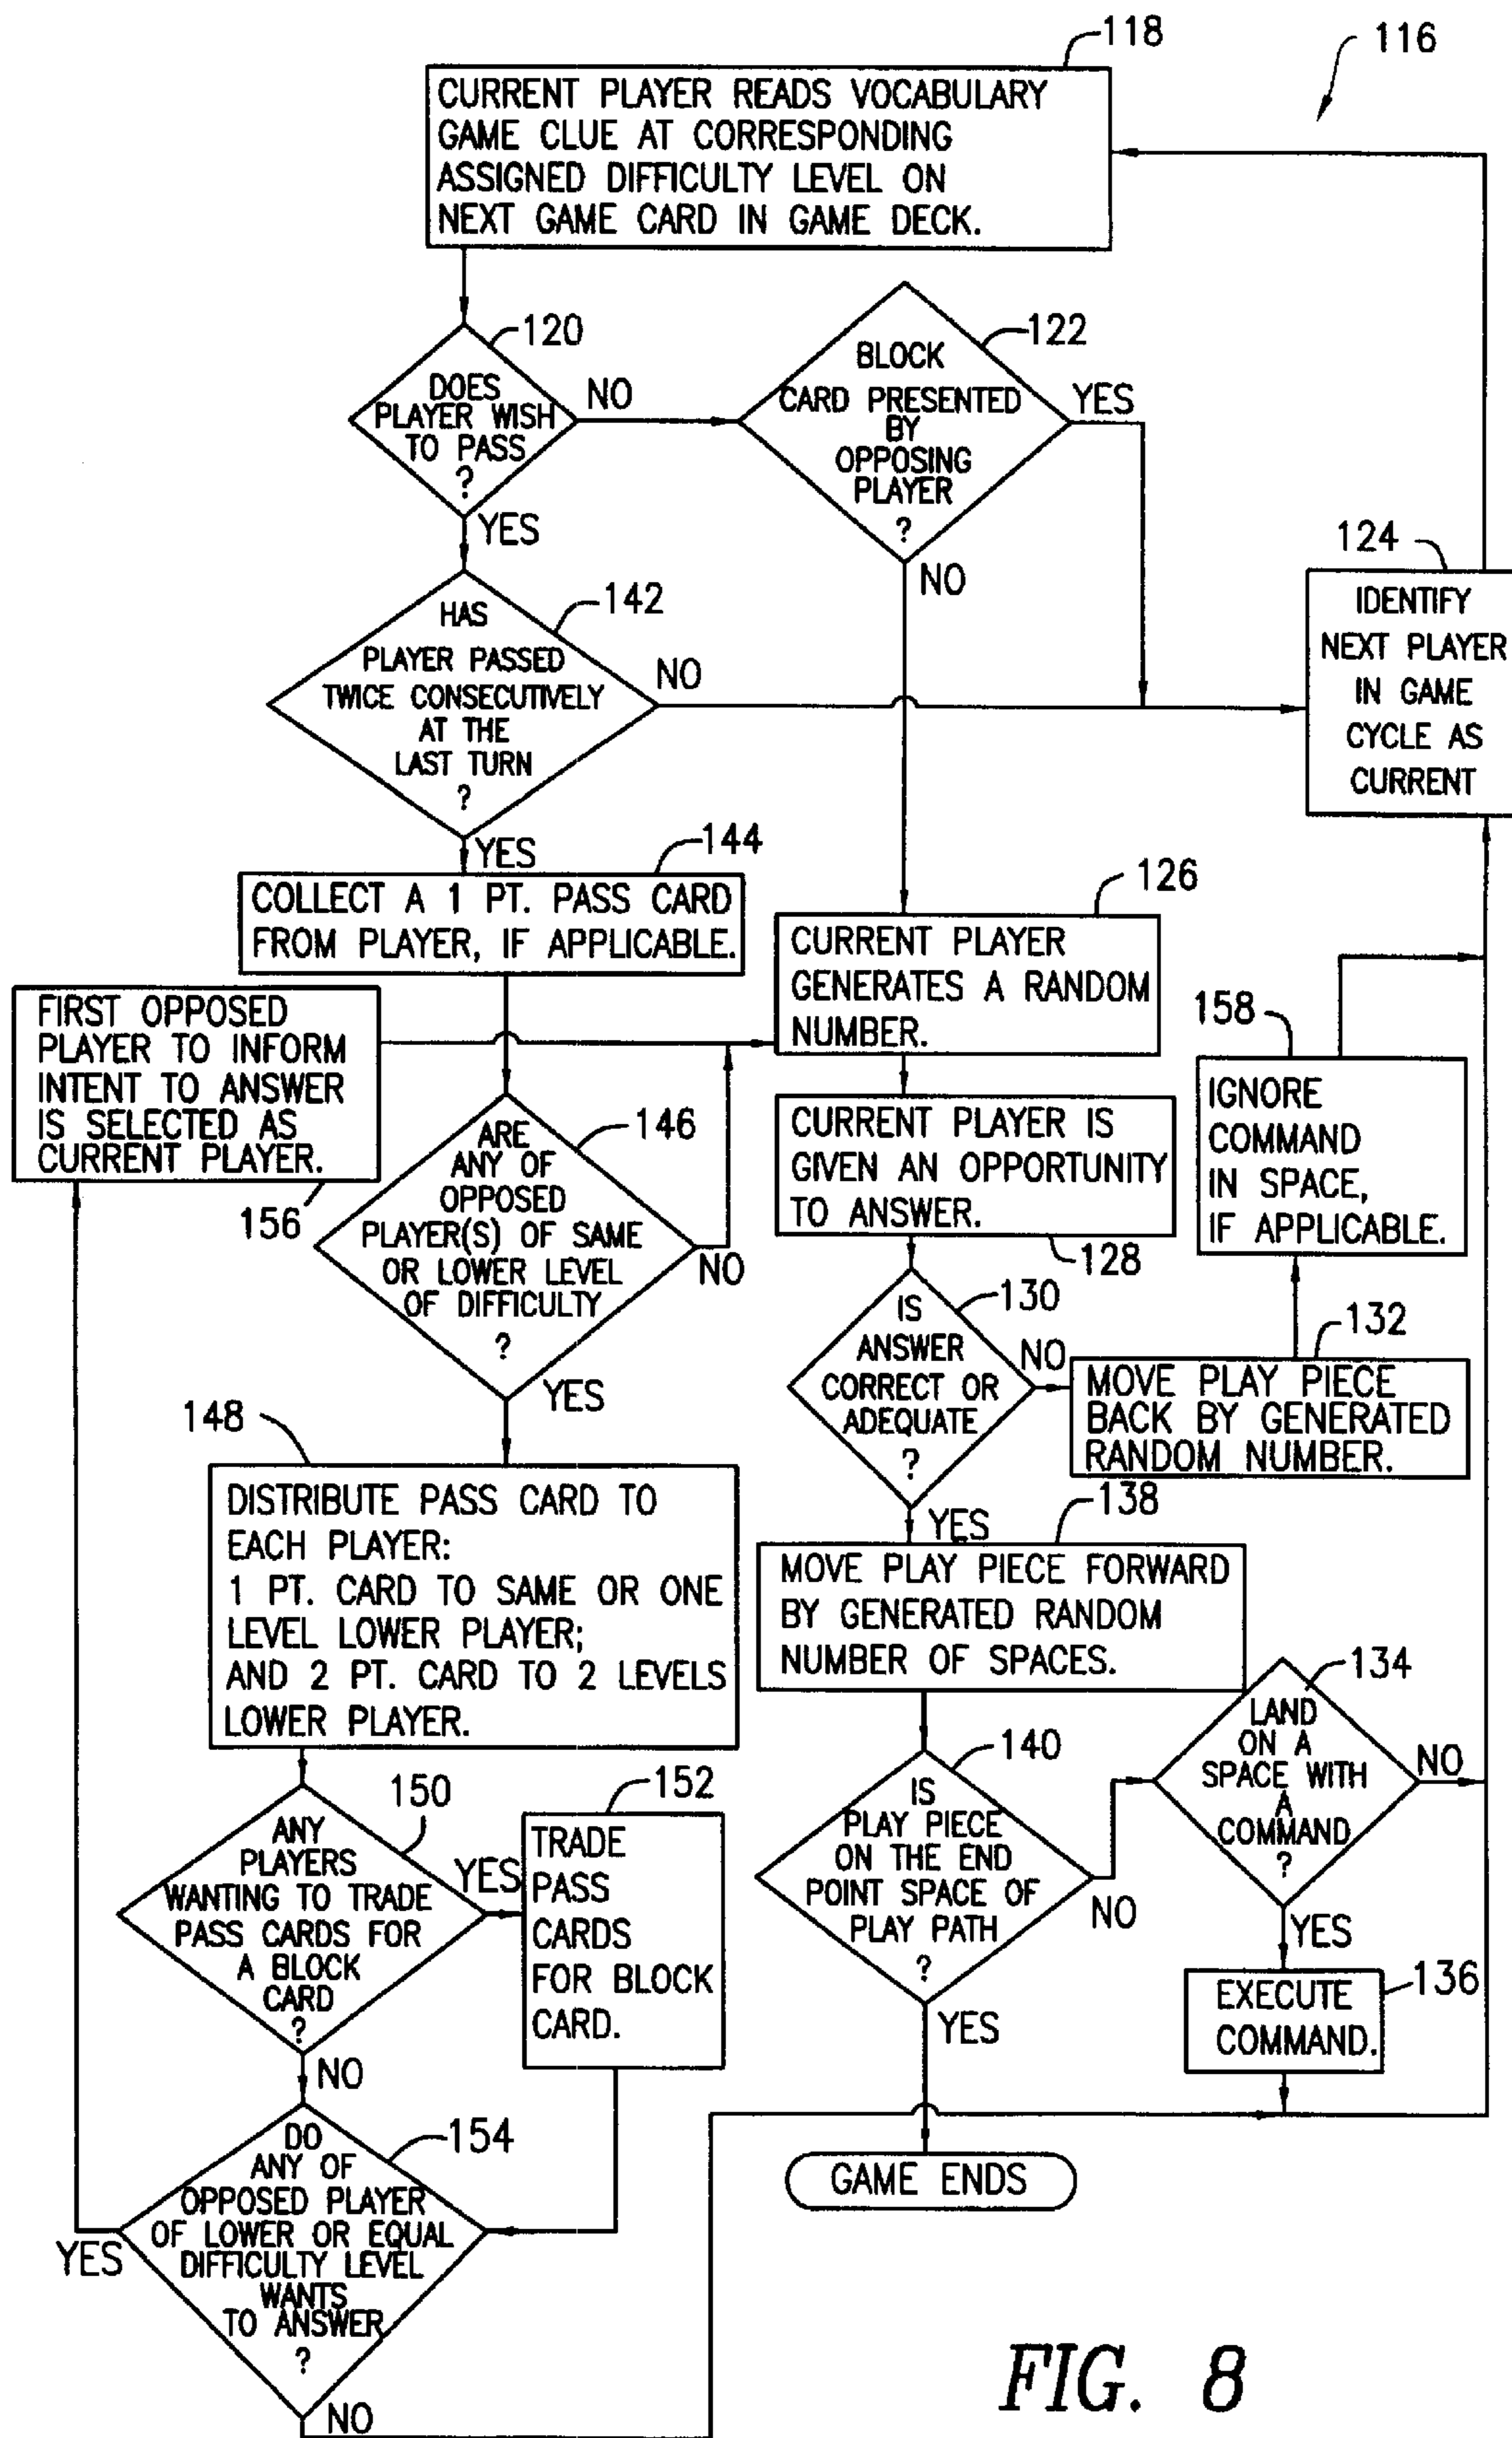 118
116
CURRENT PLAYER READS VOCABULARY
GAME CLUE AT CORRESPONDING
ASSIGNED DIFFICULTY LEVEL ON
NEXT GAME CARD IN GAME DECK.
120
DOES
PLAYER WISH
TO PASS
?
NO
YES
122
BLOCK
CARD PRESENTED
BY
OPPOSING
PLAYER
?
YES
NO
124
IDENTIFY
NEXT PLAYER
IN GAME
CYCLE AS
CURRENT
142
HAS
PLAYER PASSED
TWICE CONSECUTIVELY
AT THE
LAST TURN
?
NO
YES
144
COLLECT A 1 PT. PASS CARD
FROM PLAYER, IF APPLICABLE.
126
CURRENT PLAYER
GENERATES A RANDOM
NUMBER.
FIRST OPPOSED
PLAYER TO INFORM
INTENT TO ANSWER
IS SELECTED AS
CURRENT PLAYER.
156
146
ARE
ANY OF
OPPOSED
PLAYER(S) OF SAME
OR LOWER LEVEL
OF DIFFICULTY
?
NO
YES
CURRENT PLAYER IS
GIVEN AN OPPORTUNITY
TO ANSWER.
128
158
IGNORE
COMMAND
IN SPACE,
IF APPLICABLE.
130
IS
ANSWER
CORRECT OR
ADEQUATE
?
NO
YES
132
MOVE PLAY PIECE
BACK BY GENERATED
RANDOM NUMBER.
148
DISTRIBUTE PASS CARD TO
EACH PLAYER:
1 PT. CARD TO SAME OR ONE
LEVEL LOWER PLAYER;
AND 2 PT. CARD TO 2 LEVELS
LOWER PLAYER.
138
MOVE PLAY PIECE FORWARD
BY GENERATED RANDOM
NUMBER OF SPACES.
134
LAND
ON A
SPACE WITH
A
COMMAND
?
NO
YES
140
IS
PLAY PIECE
ON THE END
POINT SPACE OF
PLAY PATH
?
NO
YES
136
EXECUTE
COMMAND.
150
ANY
PLAYERS
WANTING TO TRADE
PASS CARDS FOR
A BLOCK
CARD
?
YES
NO
152
TRADE
PASS
CARDS
FOR BLOCK
CARD.
154
DO
ANY OF
OPPOSED PLAYER
OF LOWER OR EQUAL
DIFFICULTY LEVEL
WANTS
TO ANSWER
?
YES
NO
GAME ENDS
FIG. 8